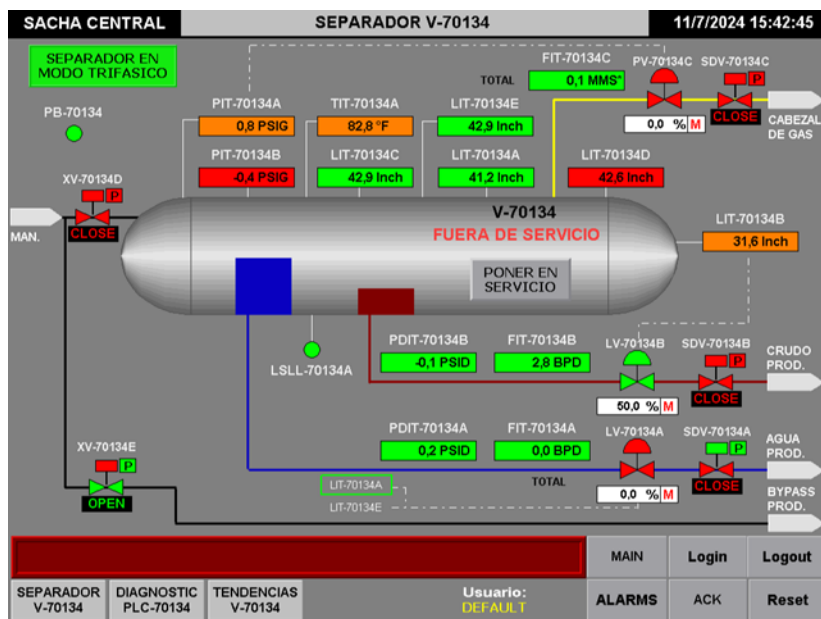 SACHA CENTRAL
SEPARADOR V-70134
11/7/2024 15:42:45
SEPARADOR EN
MODO TRIFASICO
FIT-70134C
PV-70134C
SDV-70134C
TOTAL
0,1 MMS"
P
PB-70134
PIT-70134A
TIT-70134A
LIT-70134E
0,8 PSIG
82,8 °F
42,9 Inch
0,0 % M
CLOSE
CABEZAL
DE GAS
PIT-70134B
LIT-70134C
LIT-70134A
LIT-70134D
-0,4 PSIG
42,9 Inch
41,2 Inch
42,6 Inch
XV-70134D
P
MAN.
CLOSE
V-70134
FUERA DE SERVICIO
LIT-70134B
31,6 Inch
PONER EN
SERVICIO
PDIT-70134B
FIT-70134B
LV-70134B
SDV-70134B
LSLL-70134A
-0,1 PSID
2,8 BPD
P
CRUDO
PROD.
50,0 % M
CLOSE
PDIT-70134A
FIT-70134A
LV-70134A
SDV-70134A
XV-70134E
0,2 PSID
0,0 BPD
P
AGUA
PROD.
P
LIT-70134A
TOTAL
0,0 % M
CLOSE
OPEN
LIT-70134E
BYPASS
PROD.
MAIN
Login
Logout
SEPARADOR
V-70134
DIAGNOSTIC
PLC-70134
TENDENCIAS
V-70134
Usuario:
DEFAULT
ALARMS
ACK
Reset